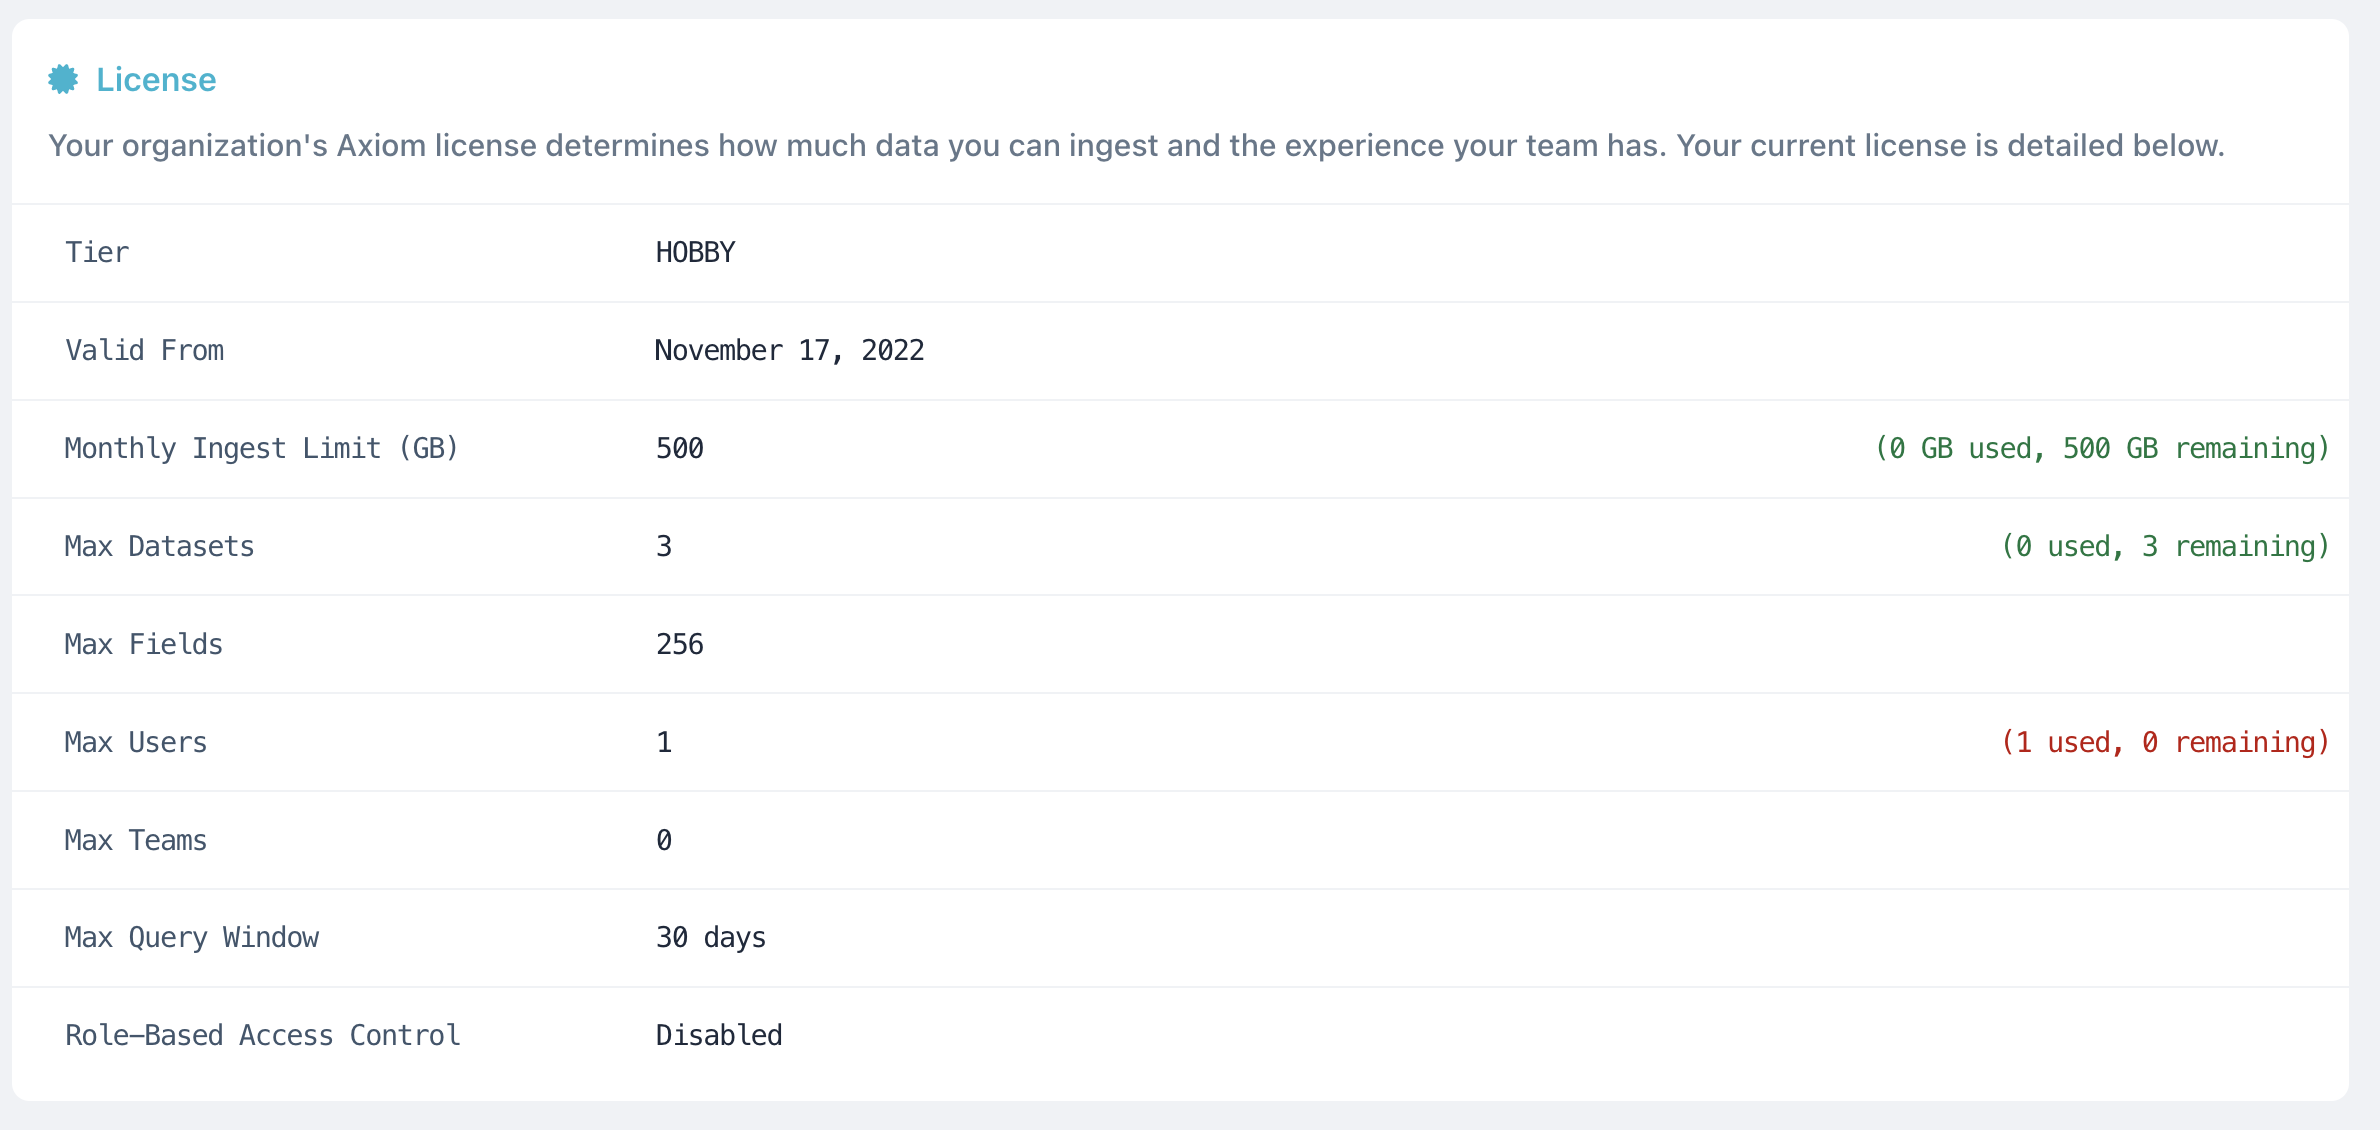 License
Your organization's Axiom license determines how much data you can ingest and the experience your team has. Your current license is detailed below.
Tier HOBBY
Valid From November 17, 2022
Monthly Ingest Limit (GB) 500 (0 GB used, 500 GB remaining)
Max Datasets 3 (0 used, 3 remaining)
Max Fields 256
Max Users 1 (1 used, 0 remaining)
Max Teams 0
Max Query Window 30 days
Role-Based Access Control Disabled